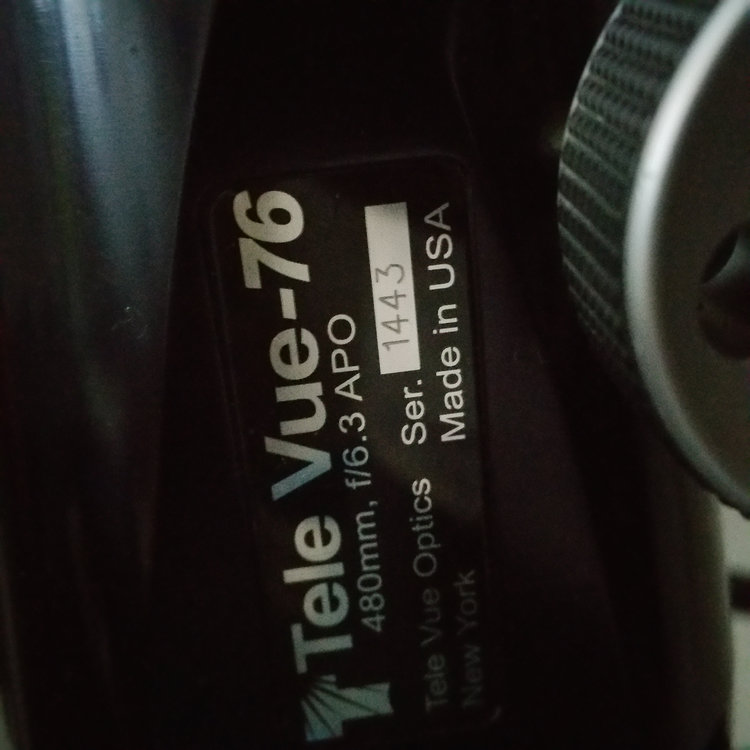 Tele Vue-76
480mm, f/6.3 APO
Tele Vue Optics Ser. 1443
New York Made in USA